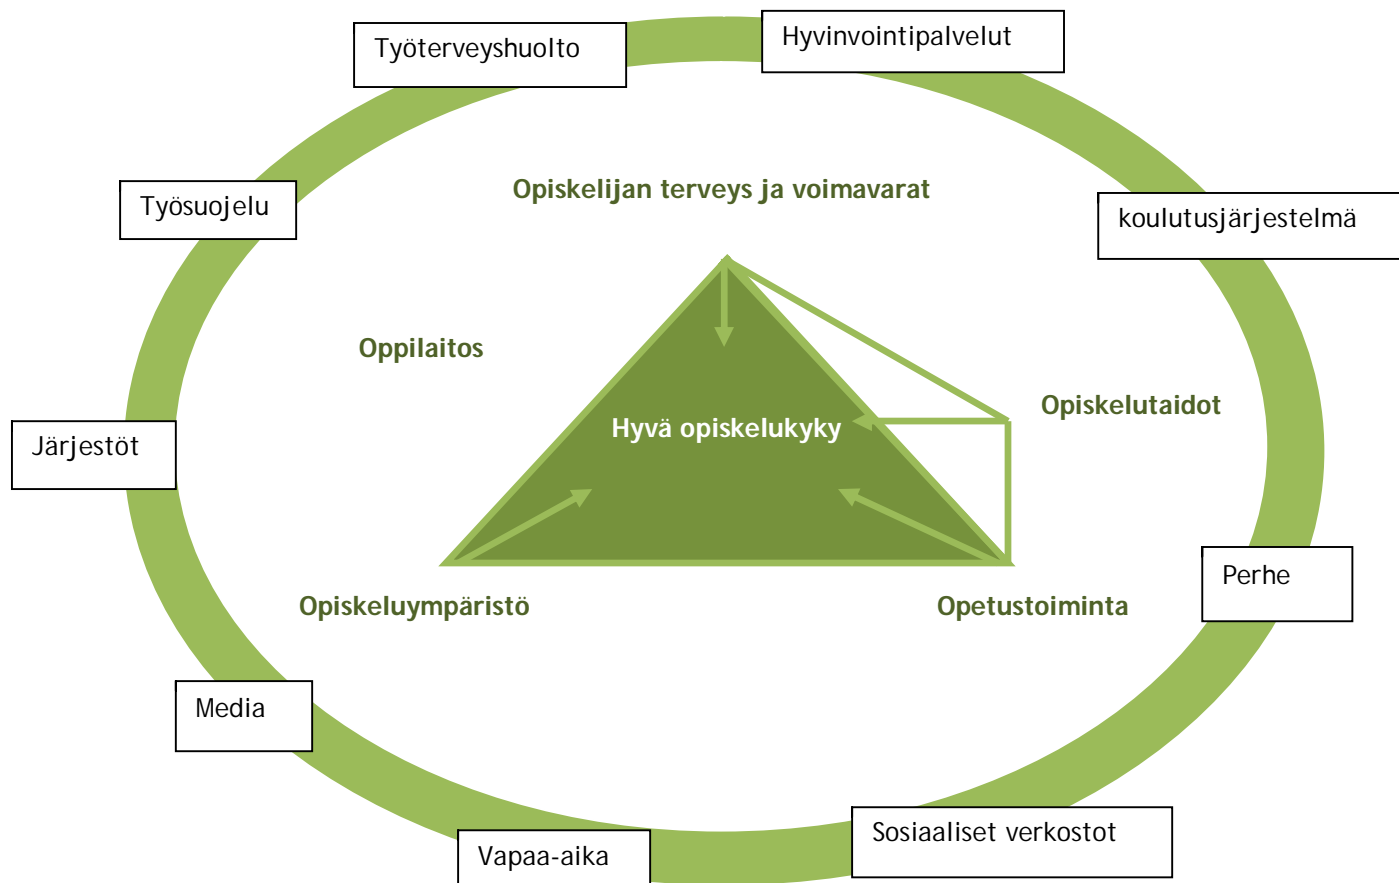 Työterveyshuolto
Hyvinvointipalvelut
Opiskelijan terveys ja voimavarat
Työsuojelu
koulutusjärjestelmä
Oppilaitos
Opiskelutaidot
Hyvä opiskelukyky
Järjestöt
Perhe
Opiskeluympäristö
Opetustoiminta
Media
Sosiaaliset verkostot
Vapaa-aika